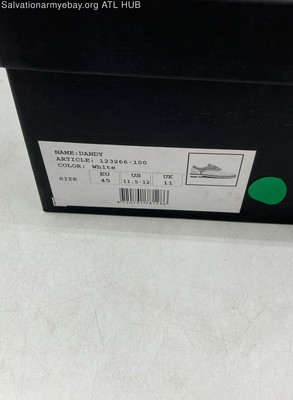 Salvationarmyebay.org ATL HUB
NAME:DANDY
ARTICLE: 123266-100
COLOR: White
SIZE EU US UK
45 11.5-12 11